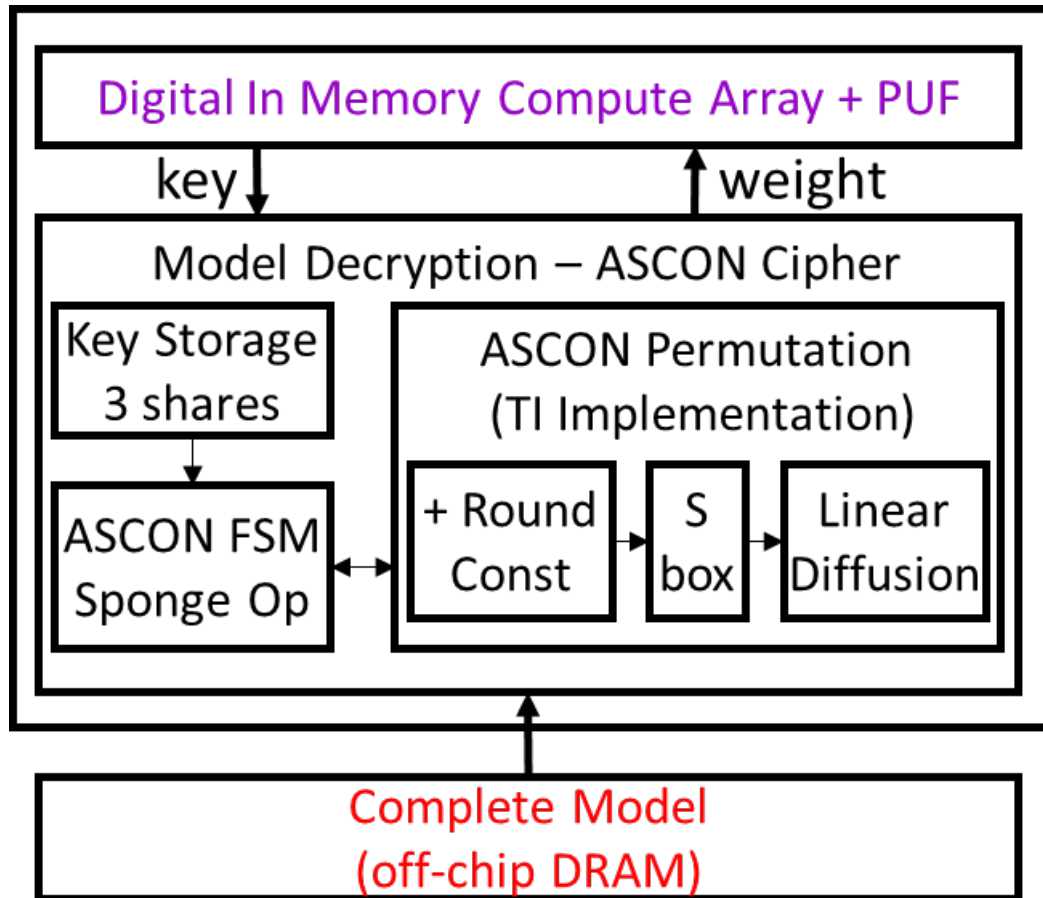 Digital In Memory Compute Array + PUF
key
weight
Model Decryption – ASCON Cipher
Key Storage
3 shares
ASCON FSM
Sponge Op
ASCON Permutation
(TI Implementation)
+ Round
Const
S
box
Linear
Diffusion
Complete Model
(off-chip DRAM)